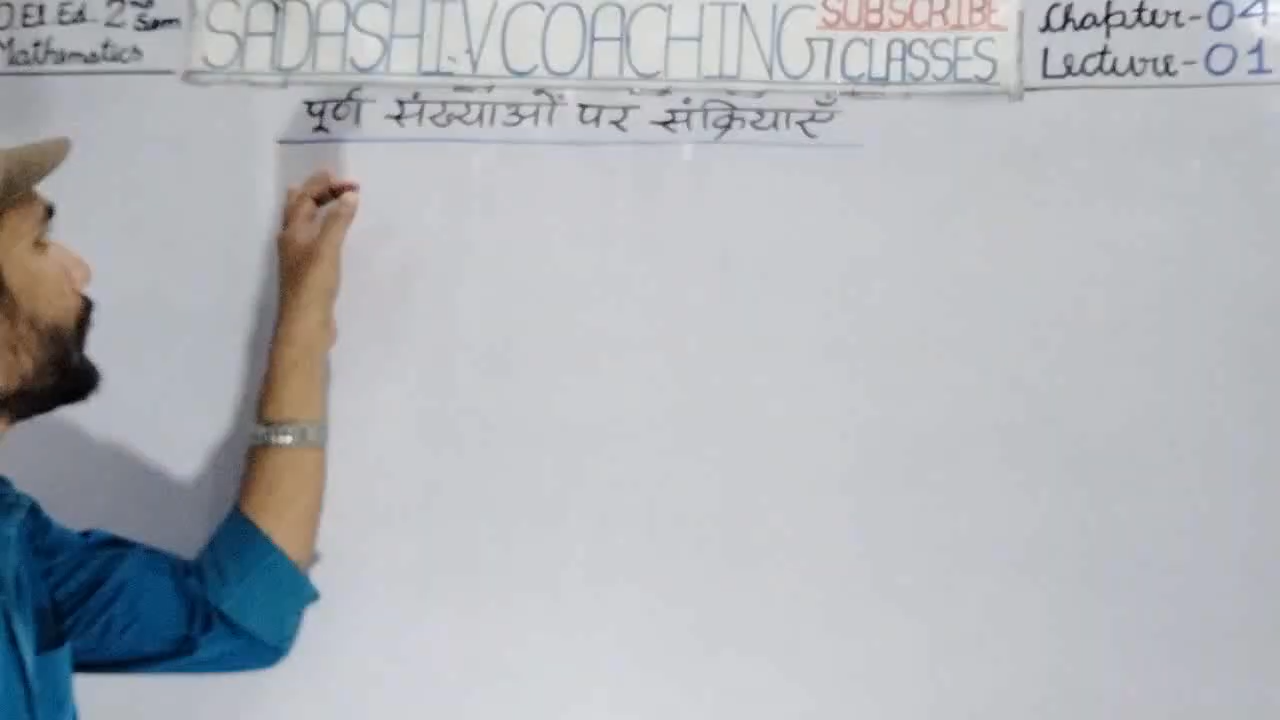 D El Ed 2nd Sem
Mathematics
SADASHIV COACHING CLASSES
SUBSCRIBE
Chapter-04
Lecture-01
पूर्ण संख्याओं पर संक्रियाएँ